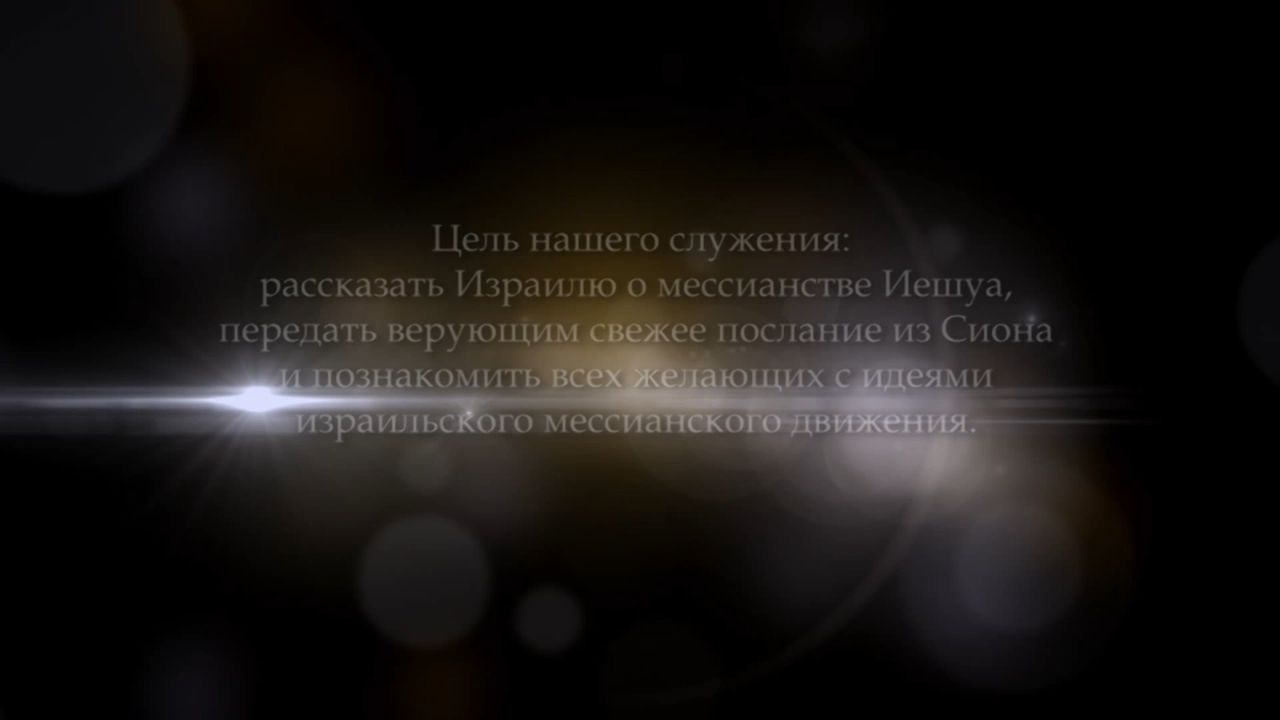 Цель нашего служения:
рассказать Израилю о мессианстве Иешуа,
передать верующим свежее послание из Сиона
и познакомить всех желающих с идеями
израильского мессианского движения.